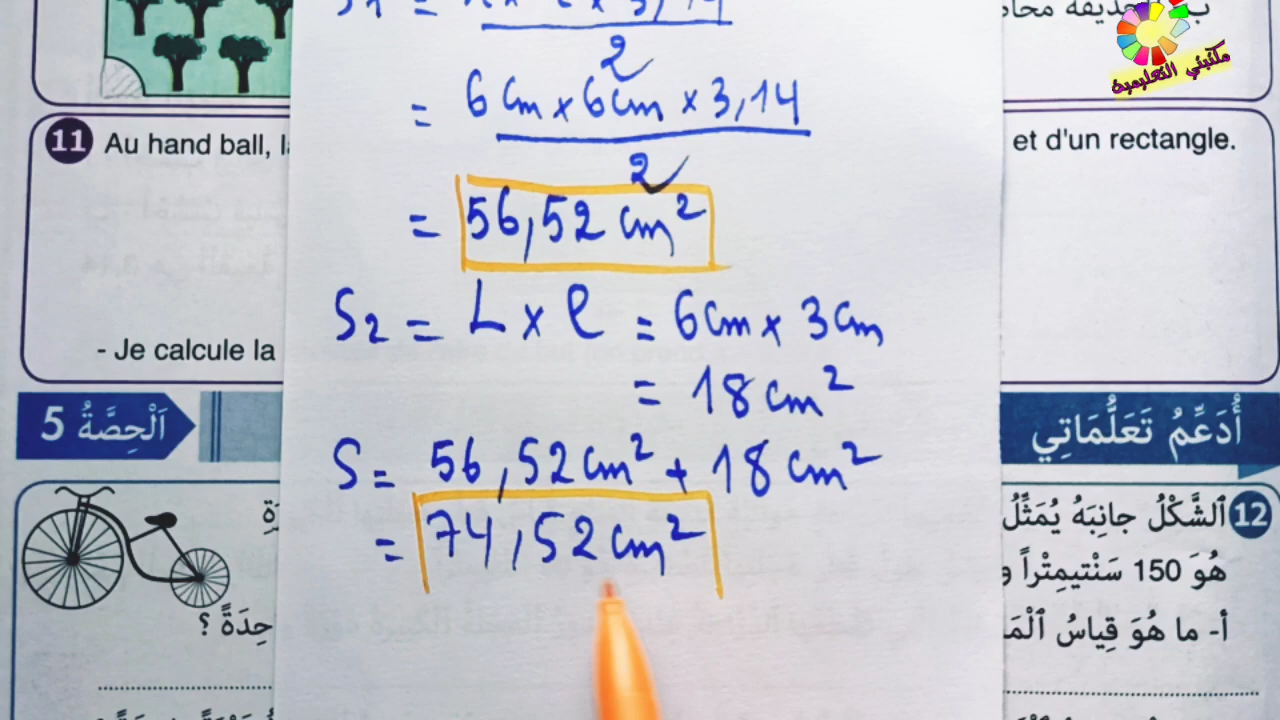 = 6 cm x 6 cm x 3,14
2
= 56,52 cm²
S2 = L x l = 6 cm x 3 cm
= 18 cm²
S = 56,52 cm² + 18 cm²
= 74,52 cm²
مكتبتي التعليمية
11 Au hand ball,
et d'un rectangle.
- Je calcule la
اَلْحِصَّةُ 5
أُدَعِّمُ تَعَلُّمَاتِي
12 اَلشَّكْلُ جانِبَهُ يُمَثِّلُ
هُوَ 150 سَنْتيمِتْراً
أ- ما هُوَ قِياسُ
؟